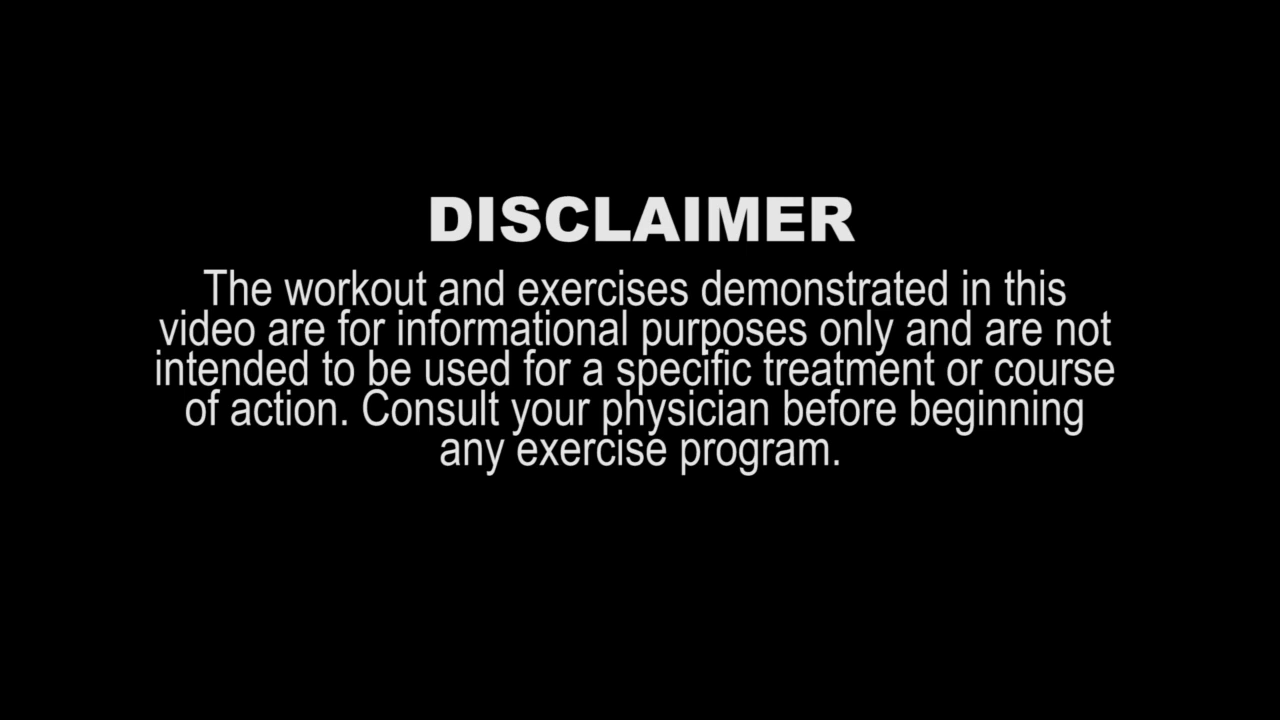 DISCLAIMER
The workout and exercises demonstrated in this
video are for informational purposes only and are not
intended to be used for a specific treatment or course
of action. Consult your physician before beginning
any exercise program.